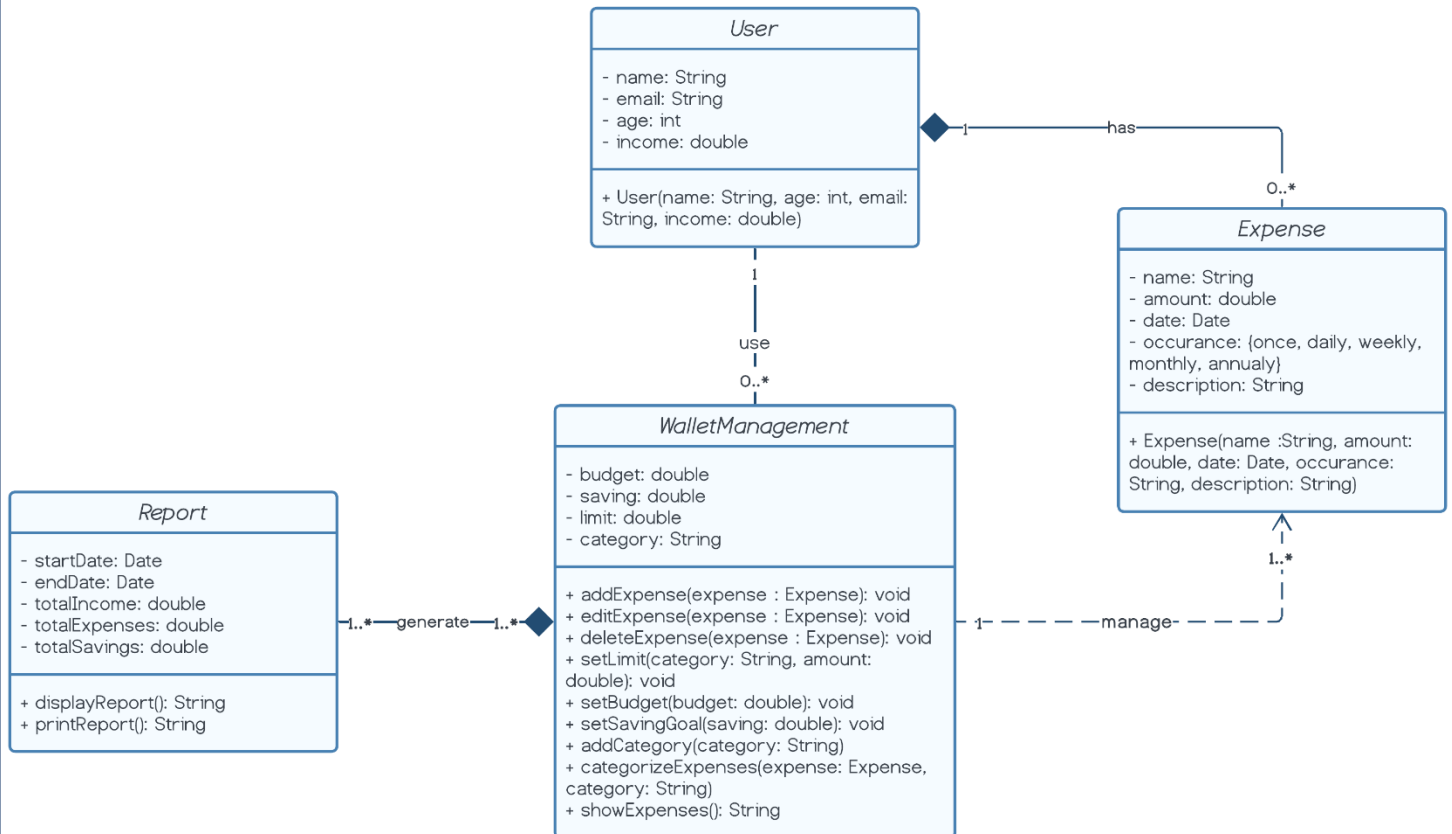 User
- name: String
- email: String
- age: int
- income: double
+ User(name: String, age: int, email:
String, income: double)
1
has
0..*
Expense
- name: String
- amount: double
- date: Date
- occurance: {once, daily, weekly,
monthly, annualy}
- description: String
+ Expense(name :String, amount:
double, date: Date, occurance:
String, description: String)
1
use
0..*
WalletManagement
- budget: double
- saving: double
- limit: double
- category: String
+ addExpense(expense : Expense): void
+ editExpense(expense : Expense): void
+ deleteExpense(expense : Expense): void
+ setLimit(category: String, amount:
double): void
+ setBudget(budget: double): void
+ setSavingGoal(saving: double): void
+ addCategory(category: String)
+ categorizeExpenses(expense: Expense,
category: String)
+ showExpenses(): String
1
manage
1..*
Report
- startDate: Date
- endDate: Date
- totalIncome: double
- totalExpenses: double
- totalSavings: double
+ displayReport(): String
+ printReport(): String
1..*
generate
1..*